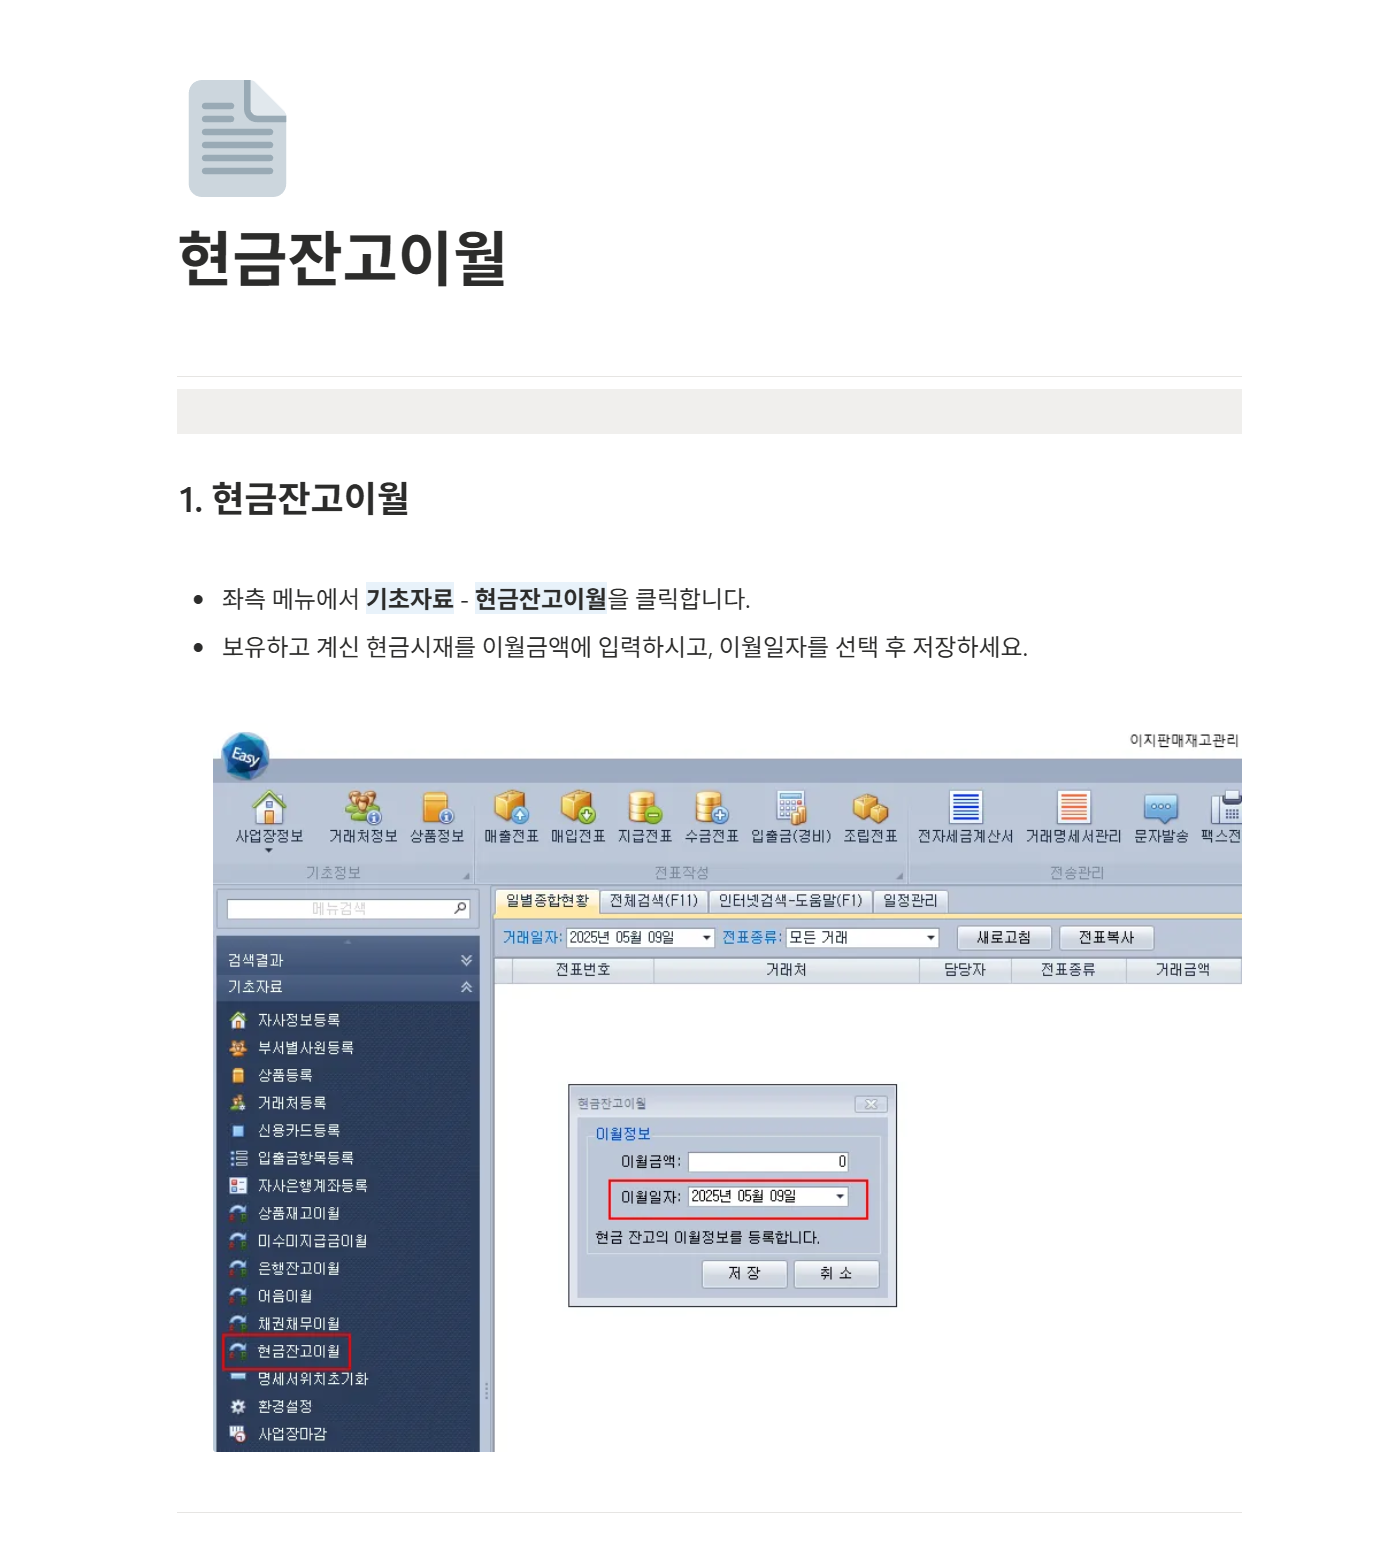 현금잔고이월
1. 현금잔고이월
좌측 메뉴에서 기초자료 - 현금잔고이월을 클릭합니다.
보유하고 계신 현금시재를 이월금액에 입력하시고, 이월일자를 선택 후 저장하세요.
이지판매재고관리
Easy
사업장정보 거래처정보 상품정보 매출전표 매입전표 지급전표 수금전표 입출금(경비) 조립전표 전자세금계산서 거래명세서관리 문자발송 팩스전
기초정보 전표작성 전송관리
메뉴검색
일별종합현황 전체검색(F11) 인터넷검색-도움말(F1) 일정관리
거래일자: 2025년 05월 09일 전표종류: 모든 거래 새로고침 전표복사
전표번호 거래처 담당자 전표종류 거래금액
검색결과
기초자료
자사정보등록
부서별사원등록
상품등록
거래처등록
신용카드등록
입출금항목등록
자사은행계좌등록
상품재고이월
미수미지급금이월
은행잔고이월
어음이월
채권채무이월
현금잔고이월
명세서위치초기화
환경설정
사업장마감
현금잔고이월
이월정보
이월금액: 0
이월일자: 2025년 05월 09일
현금 잔고의 이월정보를 등록합니다.
저 장 취 소